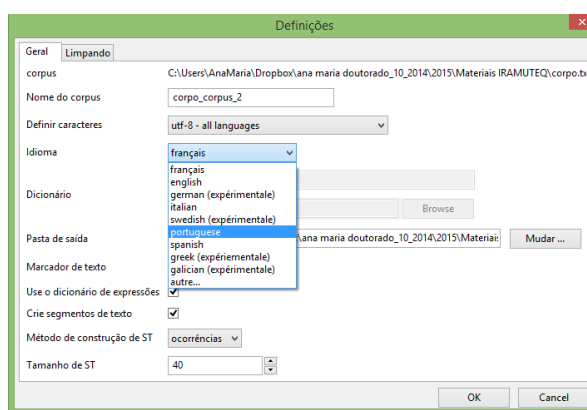 Definições
Geral Limpando
corpus C:\Users\AnaMaria\Dropbox\ana maria doutorado_10_2014\2015\Materiais IRAMUTEQ\corpo.tx
Nome do corpus corpo_corpus_2
Definir caracteres utf-8 - all languages
Idioma français
français
english
german (expérimentale)
italian
Dicionário
Browse
swedish (expérimentale)
portuguese
Pasta de saída \ana maria doutorado_10_2014\2015\Materiais Mudar ...
spanish
greek (expériementale)
Marcador de texto
galician (expérimentale)
autre...
Use o dicionário de expressões
Crie segmentos de texto
Método de construção de ST ocorrências
Tamanho de ST 40
OK Cancel